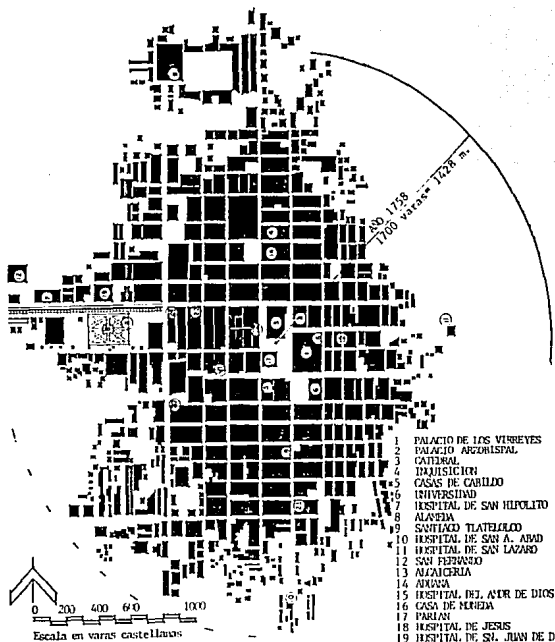 AÑO 1758
1700 varas= 1428 m.
1 PALACIO DE LOS VIRREYES
2 PALACIO ARZOBISPAL
3 CATEDRAL
4 INQUISICION
5 CASAS DE CABILDO
6 UNIVERSIDAD
7 HOSPITAL DE SAN HIPOLITO
8 ALAMEDA
9 SANTIAGO TLATELOLCO
10 HOSPITAL DE SAN A. ABAD
11 HOSPITAL DE SAN LAZARO
12 SAN FERNANDO
13 ALCAICERIA
14 ADUANA
15 HOSPITAL DEL AMOR DE DIOS
16 CASA DE MONEDA
17 PARIAN
18 HOSPITAL DE JESUS
19 HOSPITAL DE SN. JUAN DE D
0 200 400 600 1000
Escala en varas castellanas